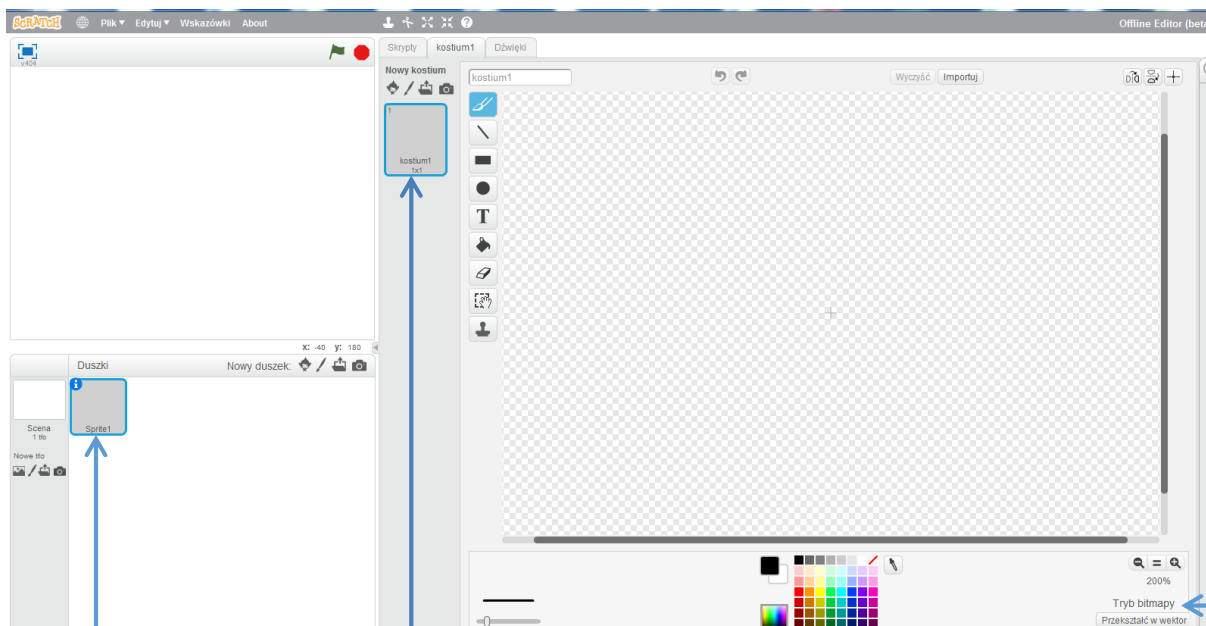 SCRATCH Plik Edytuj Wskazówki About Offline Editor (beta
v404
Skrypty kostium1 Dźwięki
Nowy kostium
kostium1
Wyczyść Importuj
1
kostium1
1x1
T
x: -40 y: 180
Duszki Nowy duszek:
Sprite1
Scena
1 tło
Nowe tło
200%
Tryb bitmapy
Przekształć w wektor